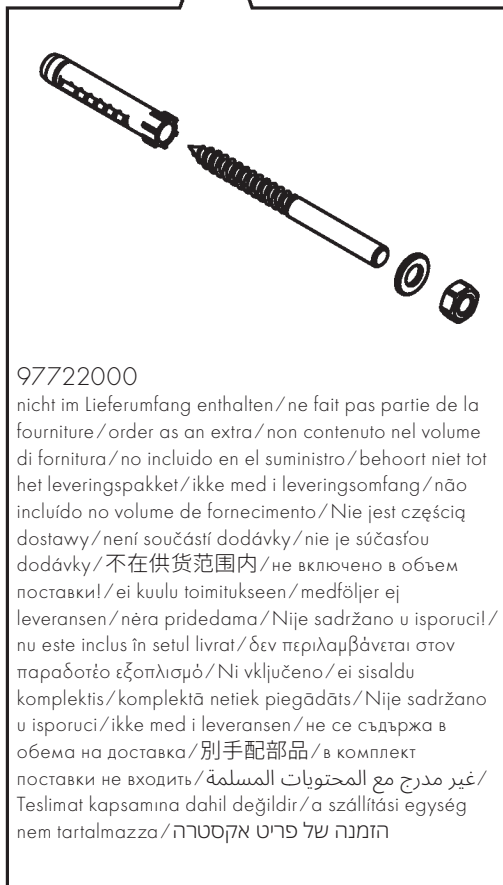 97722000
nicht im Lieferumfang enthalten/ne fait pas partie de la
fourniture/order as an extra/non contenuto nel volume
di fornitura/no incluido en el suministro/behoort niet tot
het leveringspakket/ikke med i leveringsomfang/não
incluído no volume de fornecimento/Nie jest częścią
dostawy/není součástí dodávky/nie je súčasťou
dodávky/不在供货范围内/не включено в объем
поставки!/ei kuulu toimitukseen/medföljer ej
leveransen/nėra pridedama/Nije sadržano u isporuci!/
nu este inclus în setul livrat/δεν περιλαμβάνεται στον
παραδοτέο εξοπλισμό/Ni vključeno/ei sisaldu
komplektis/komplektā netiek piegādāts/Nije sadržano
u isporuci/ikke med i leveransen/не се съдържа в
обема на доставка/別手配部品/в комплект
поставки не входить/غير مدرج مع المحتويات المسلمة/
Teslimat kapsamına dahil değildir/a szállítási egység
nem tartalmazza/הזמנה של פריט אקסטרה